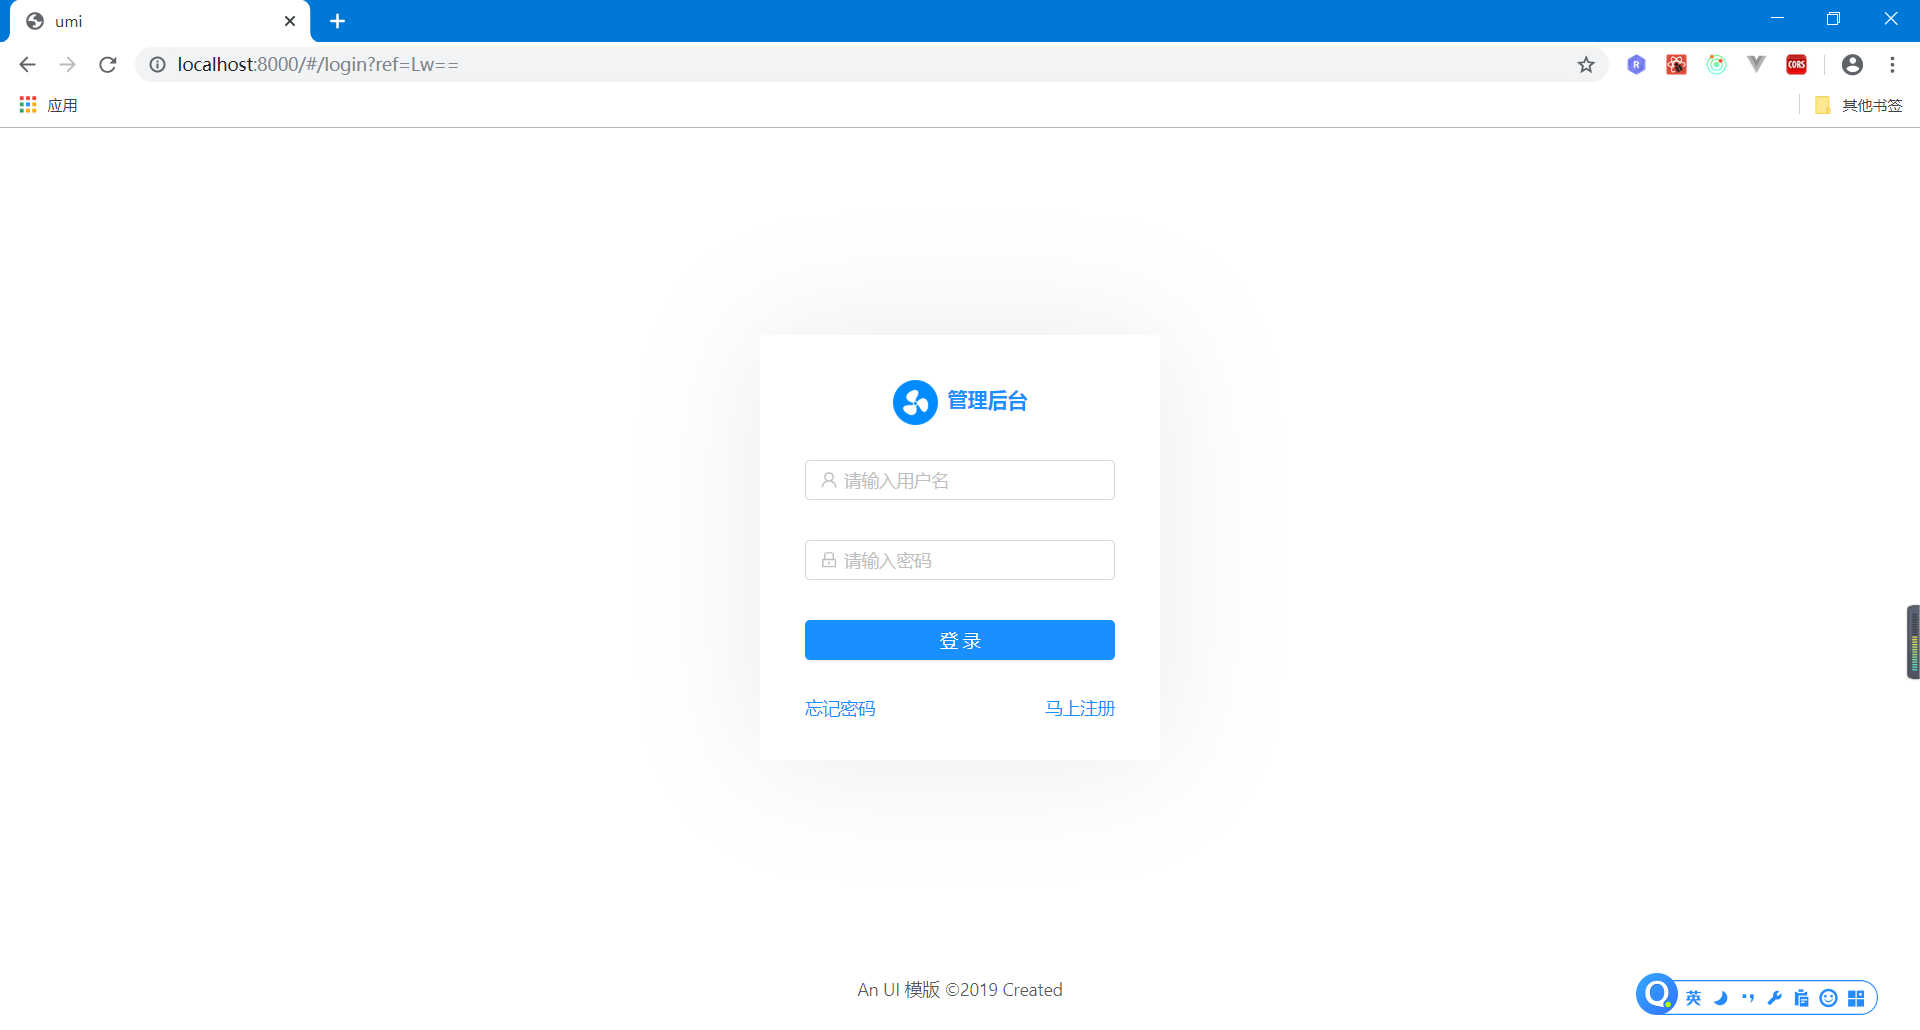 umi
localhost:8000/#/login?ref=Lw==
R
CORS
应用
其他书签
管理后台
请输入用户名
请输入密码
登 录
忘记密码
马上注册
An UI 模版 ©2019 Created
英